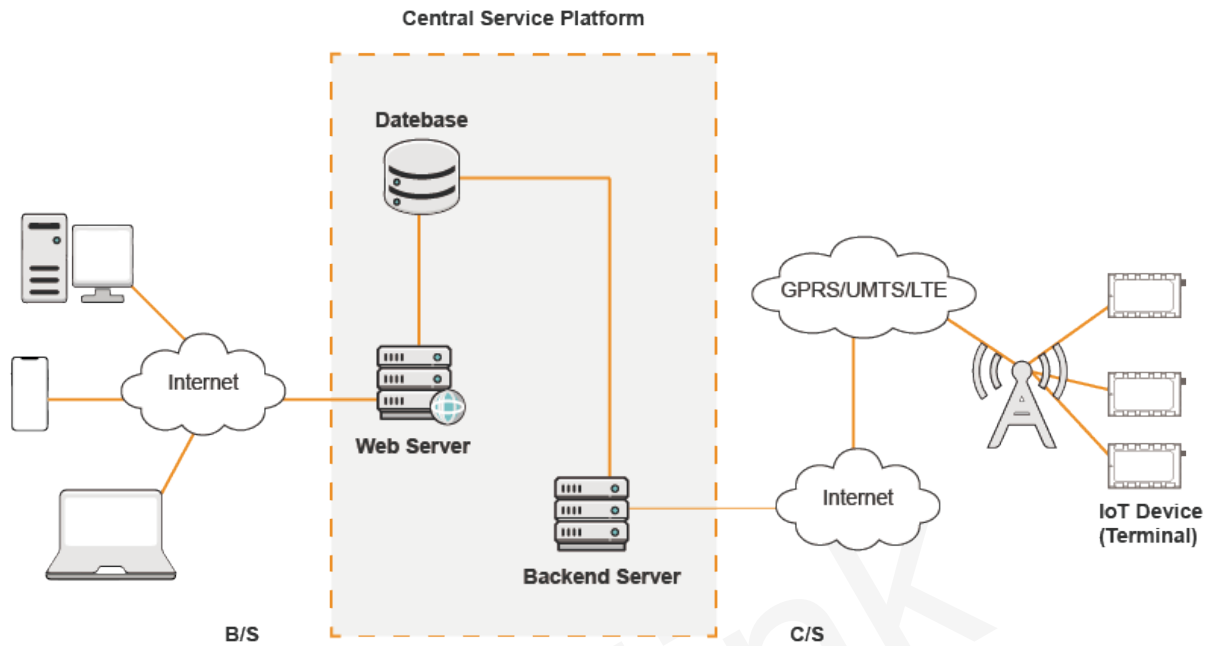 Central Service Platform
Datebase
GPRS/UMTS/LTE
Internet
Web Server
Internet
IoT Device
(Terminal)
Backend Server
B/S
C/S